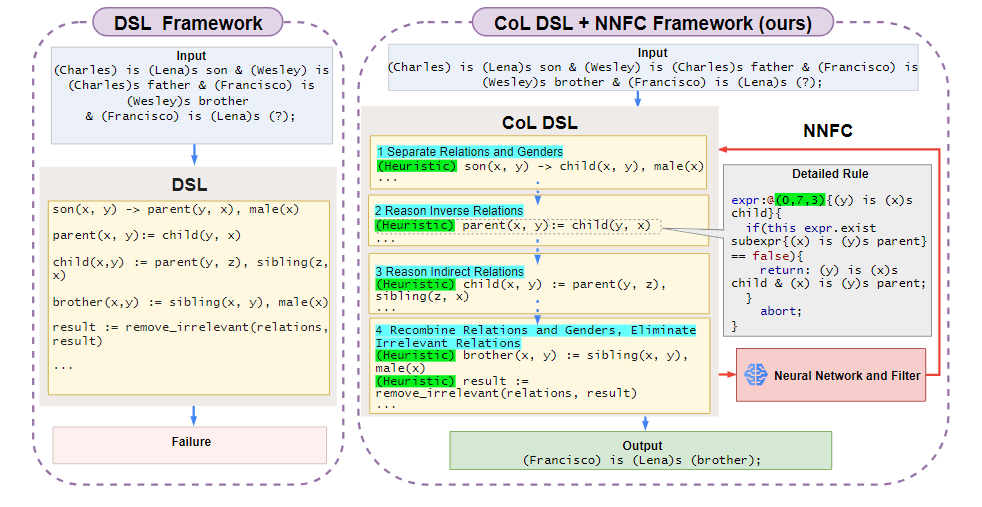 DSL Framework
Input
(Charles) is (Lena)s son & (Wesley) is
(Charles)s father & (Francisco) is
(Wesley)s brother
& (Francisco) is (Lena)s (?);
DSL
son(x, y) -> parent(y, x), male(x)
parent(x, y):= child(y, x)
child(x,y) := parent(y, z), sibling(z,
x)
brother(x,y) := sibling(x, y), male(x)
result := remove_irrelevant(relations,
result)
...
Failure
CoL DSL + NNFC Framework (ours)
Input
(Charles) is (Lena)s son & (Wesley) is (Charles)s father & (Francisco) is
(Wesley)s brother & (Francisco) is (Lena)s (?);
CoL DSL
1 Separate Relations and Genders
(Heuristic) son(x, y) -> child(x, y), male(x)
...
2 Reason Inverse Relations
(Heuristic) parent(x, y):= child(y, x)
...
3 Reason Indirect Relations
(Heuristic) child(x, y) := parent(y, z),
sibling(z, x)
...
4 Recombine Relations and Genders, Eliminate
Irrelevant Relations
(Heuristic) brother(x, y) := sibling(x, y),
male(x)
(Heuristic) result :=
remove_irrelevant(relations, result)
...
NNFC
Detailed Rule
expr:@(0,7,3){(y) is (x)s
child}{
if(this expr.exist
subexpr{(x) is (y)s parent}
== false){
return: (y) is (x)s
child & (x) is (y)s parent;
}
abort;
}
Neural Network and Filter
Output
(Francisco) is (Lena)s (brother);